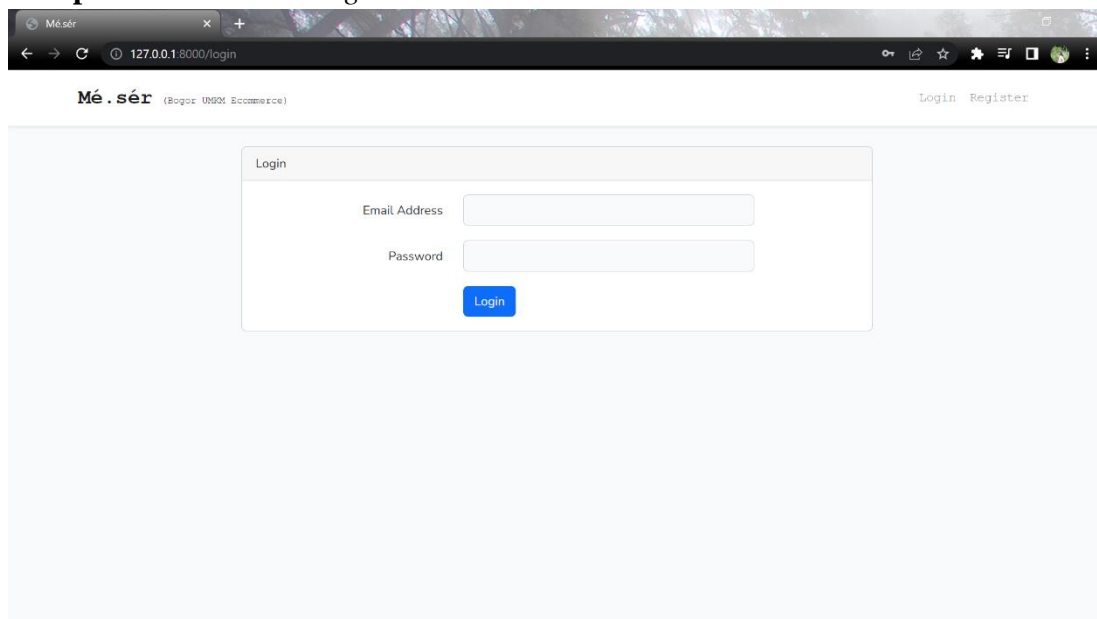 Mé.sér
127.0.0.1:8000/login
Mé.sér (Bogor UMKM Eccommerce)
Login Register
Login
Email Address
Password
Login